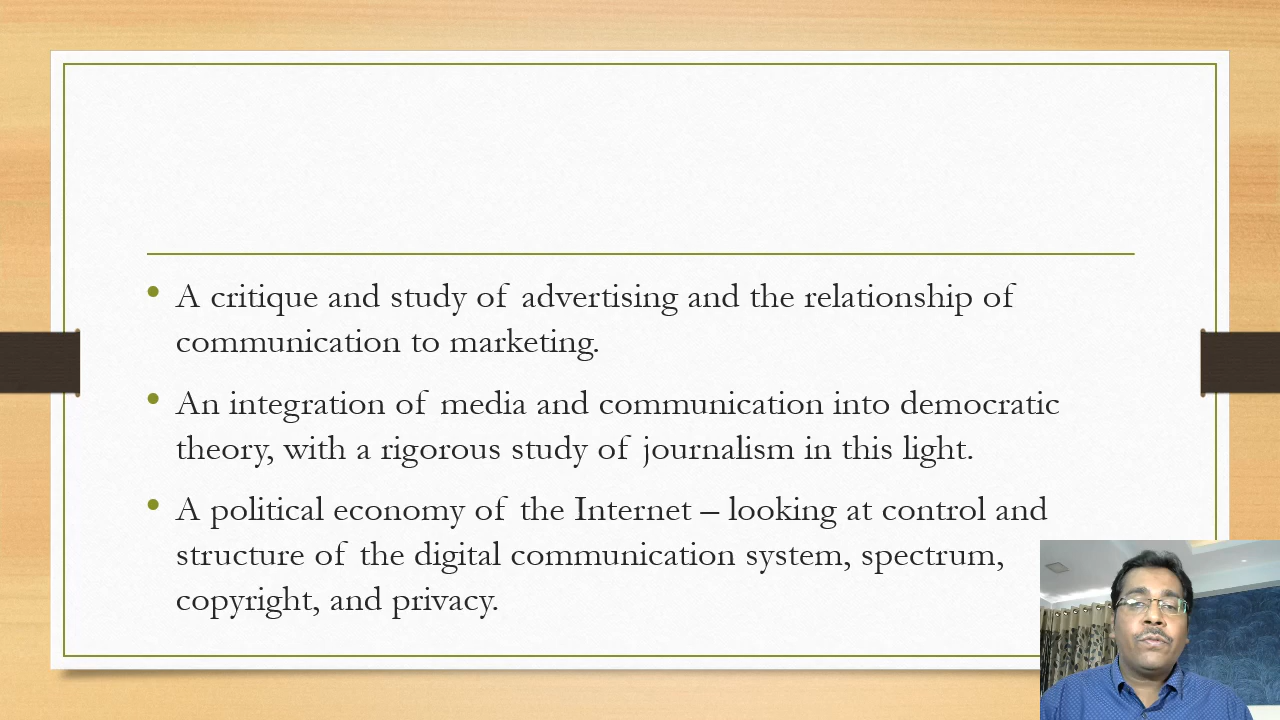 A critique and study of advertising and the relationship of
communication to marketing.
An integration of media and communication into democratic
theory, with a rigorous study of journalism in this light.
A political economy of the Internet – looking at control and
structure of the digital communication system, spectrum,
copyright, and privacy.